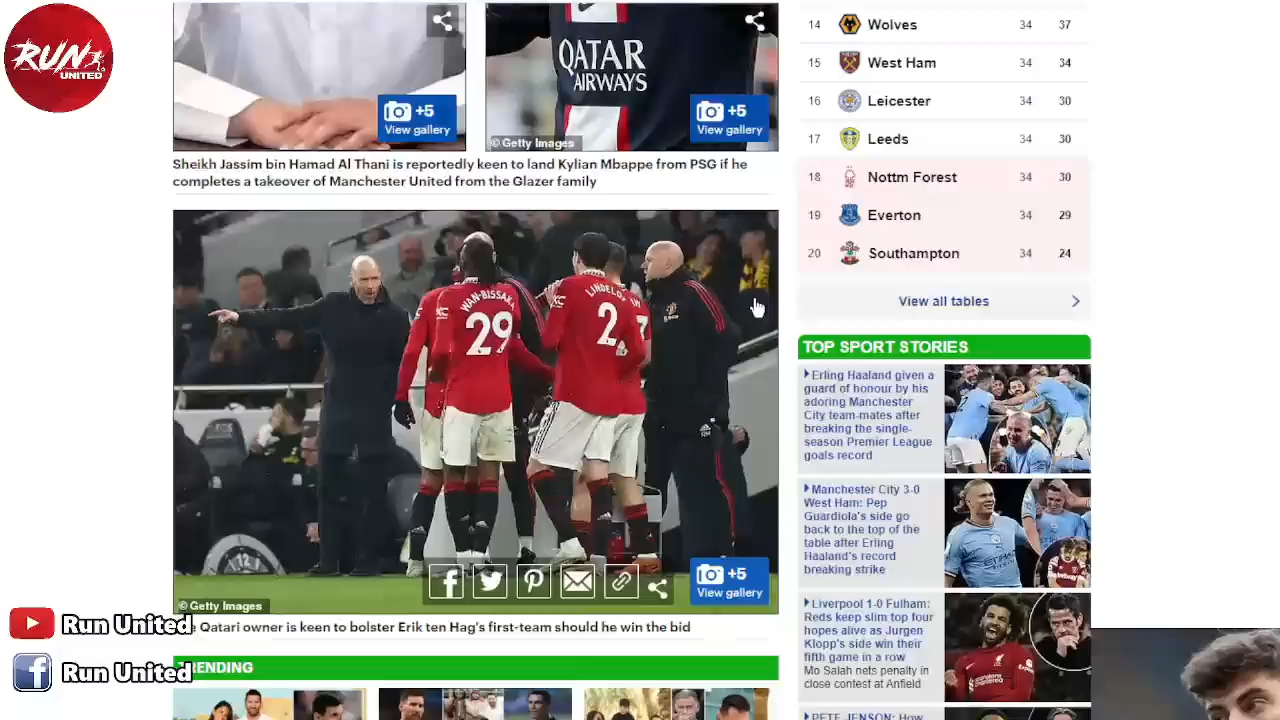 RUN
UNITED
+5
View gallery
QATAR
AIRWAYS
© Getty Images
+5
View gallery
Sheikh Jassim bin Hamad Al Thani is reportedly keen to land Kylian Mbappe from PSG if he
completes a takeover of Manchester United from the Glazer family
WAN-BISSAKA
29
LINDELOF
2
+5
View gallery
© Getty Images
Qatari owner is keen to bolster Erik ten Hag's first-team should he win the bid
Run United
Run United
TRENDING
14 Wolves 34 37
15 West Ham 34 34
16 Leicester 34 30
17 Leeds 34 30
18 Nottm Forest 34 30
19 Everton 34 29
20 Southampton 34 24
View all tables
TOP SPORT STORIES
Erling Haaland given a
guard of honour by his
adoring Manchester
City team-mates after
breaking the single-
season Premier League
goals record
Manchester City 3-0
West Ham: Pep
Guardiola's side go
back to the top of the
table after Erling
Haaland's record
breaking strike
Liverpool 1-0 Fulham:
Reds keep slim top four
hopes alive as Jurgen
Klopp's side win their
fifth game in a row
Mo Salah nets penalty in
close contest at Anfield
PETE JENSON: How